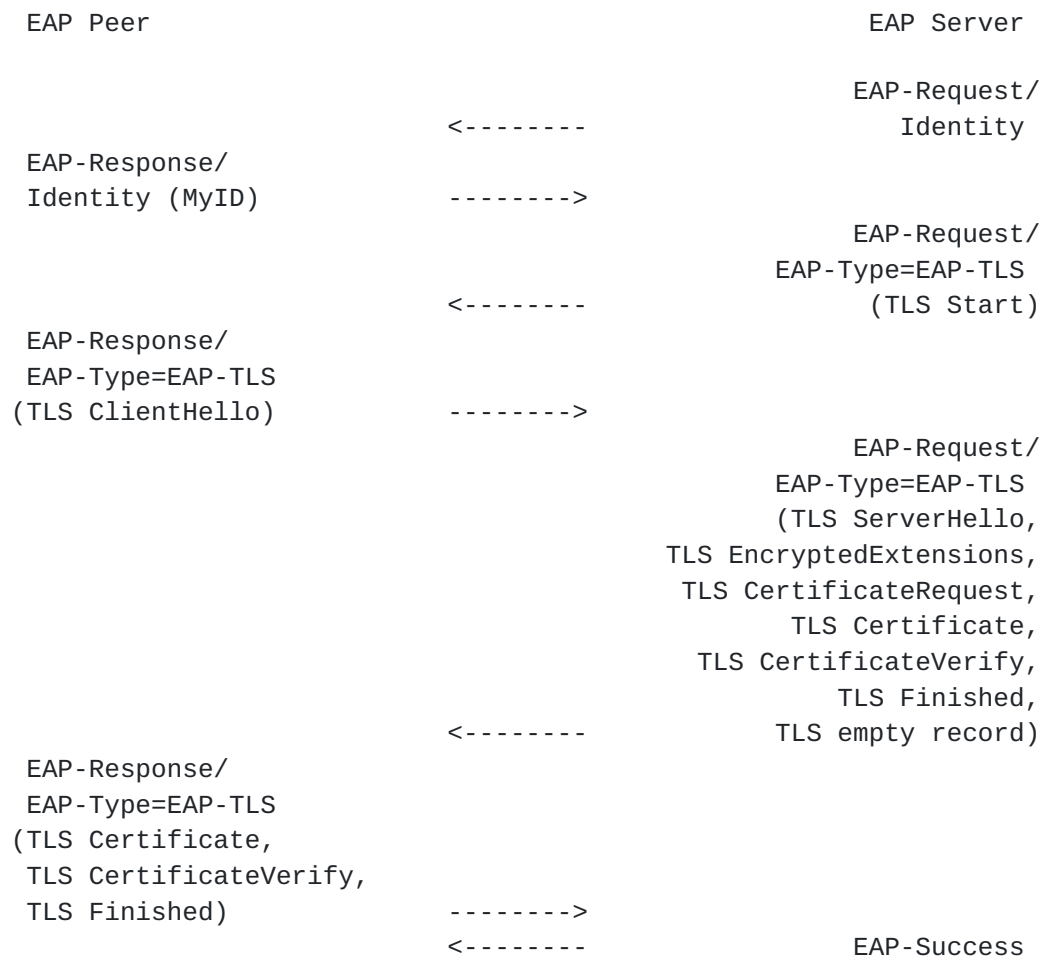 EAP Peer                                              EAP Server

                                                     EAP-Request/
                           <--------                    Identity
EAP-Response/
Identity (MyID)            -------->
                                                     EAP-Request/
                                                EAP-Type=EAP-TLS
                           <--------                  (TLS Start)
EAP-Response/
EAP-Type=EAP-TLS
(TLS ClientHello)           -------->
                                                     EAP-Request/
                                                EAP-Type=EAP-TLS
                                                (TLS ServerHello,
                                         TLS EncryptedExtensions,
                                          TLS CertificateRequest,
                                                 TLS Certificate,
                                           TLS CertificateVerify,
                                                    TLS Finished,
                           <--------            TLS empty record)
EAP-Response/
EAP-Type=EAP-TLS
(TLS Certificate,
TLS CertificateVerify,
TLS Finished)              -------->
                           <--------                 EAP-Success